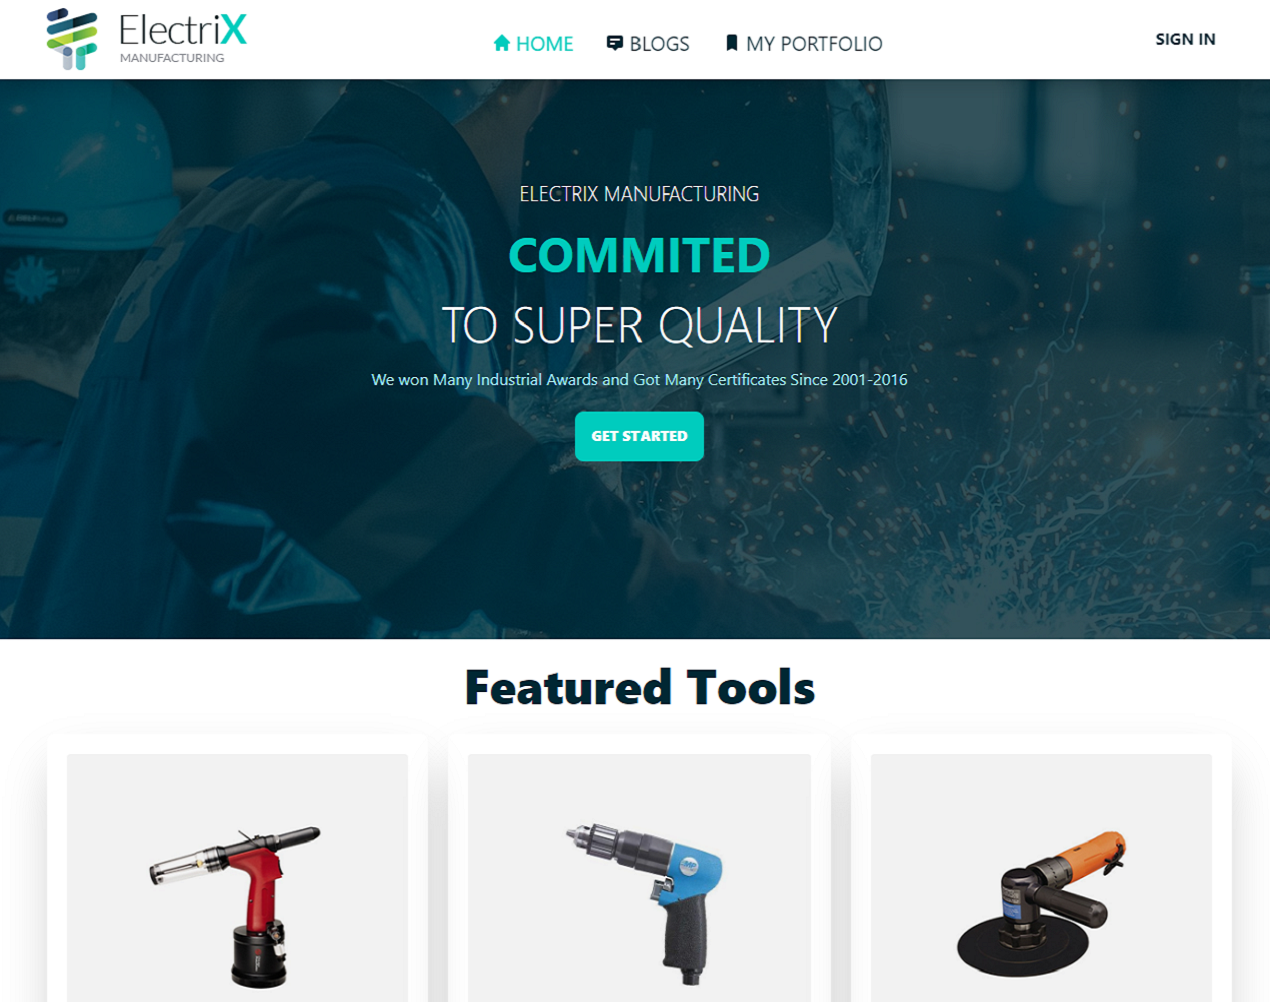 ElectriX
MANUFACTURING
HOME
BLOGS
MY PORTFOLIO
SIGN IN
ELECTRIX MANUFACTURING
COMMITED
TO SUPER QUALITY
We won Many Industrial Awards and Got Many Certificates Since 2001-2016
GET STARTED
Featured Tools